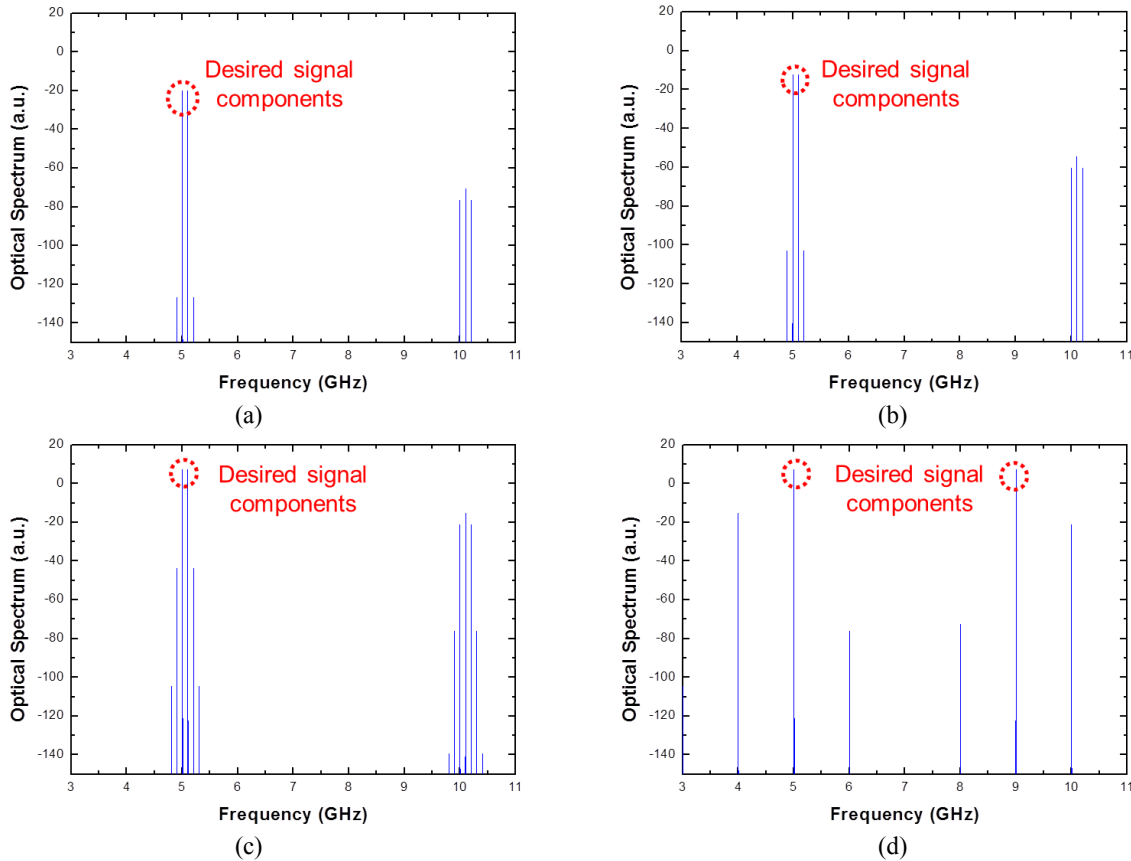 20
0
-20
-40
-60
-80
-100
-120
-140
Optical Spectrum (a.u.)
Desired signal
components
3 4 5 6 7 8 9 10 11
Frequency (GHz)
(a)
20
0
-20
-40
-60
-80
-100
-120
-140
Optical Spectrum (a.u.)
Desired signal
components
3 4 5 6 7 8 9 10 11
Frequency (GHz)
(b)
20
0
-20
-40
-60
-80
-100
-120
-140
Optical Spectrum (a.u.)
Desired signal
components
3 4 5 6 7 8 9 10 11
Frequency (GHz)
(c)
20
0
-20
-40
-60
-80
-100
-120
-140
Optical Spectrum (a.u.)
Desired signal
components
3 4 5 6 7 8 9 10 11
Frequency (GHz)
(d)